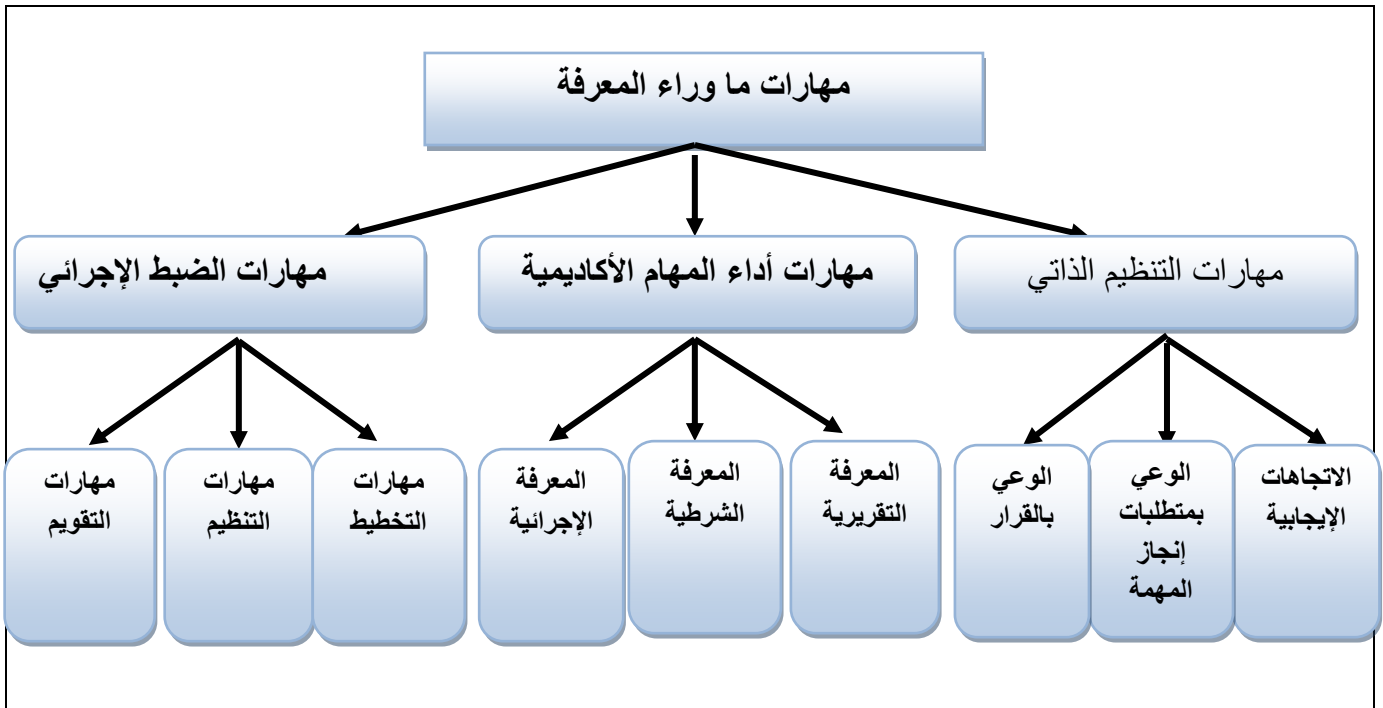 مهارات ما وراء المعرفة
مهارات التنظيم الذاتي
مهارات أداء المهام الأكاديمية
مهارات الضبط الإجرائي
الاتجاهات
الإيجابية
الوعي
بمتطلبات
إنجاز
المهمة
الوعي
بالقرار
المعرفة
التقريرية
المعرفة
الشرطية
المعرفة
الإجرائية
مهارات
التخطيط
مهارات
التنظيم
مهارات
التقويم